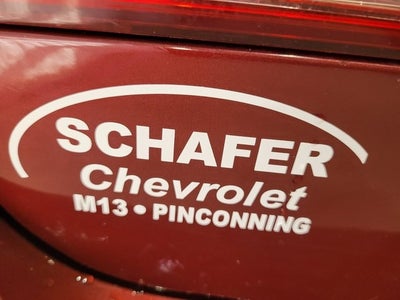 SCHAFER
Chevrolet
M13 • PINCONNING